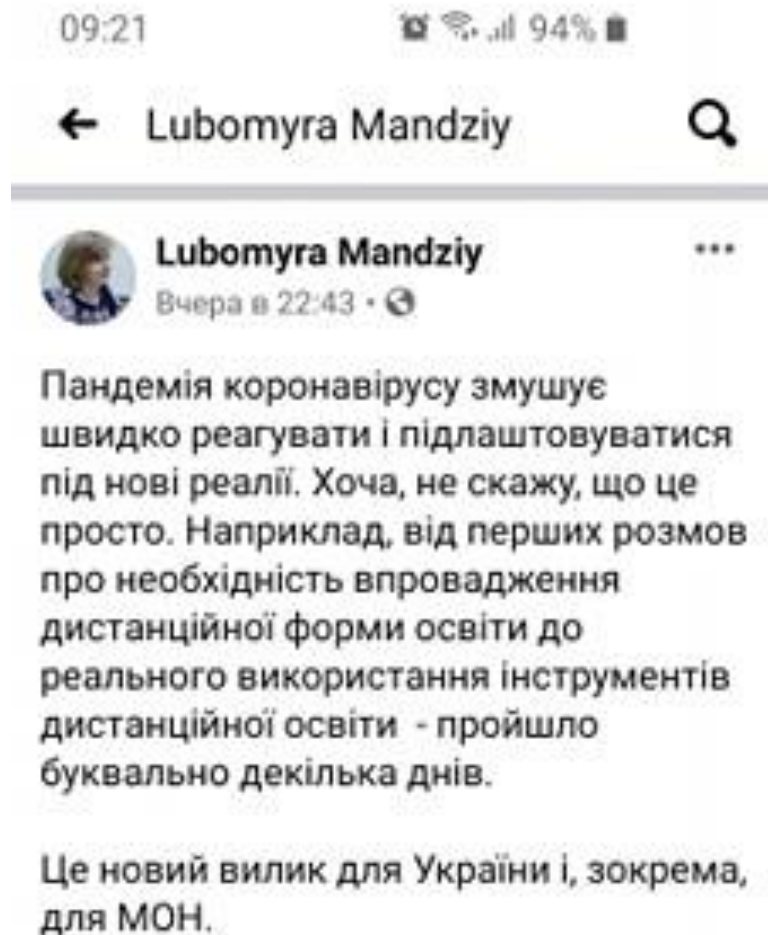 09:21 94%
Lubomyra Mandziy
Lubomyra Mandziy
Вчера в 22:43 •
Пандемія коронавірусу змушує
швидко реагувати і підлаштовуватися
під нові реалії. Хоча, не скажу, що це
просто. Наприклад, від перших розмов
про необхідність впровадження
дистанційної форми освіти до
реального використання інструментів
дистанційної освіти - пройшло
буквально декілька днів.
Це новий вилик для України і, зокрема,
для МОН.